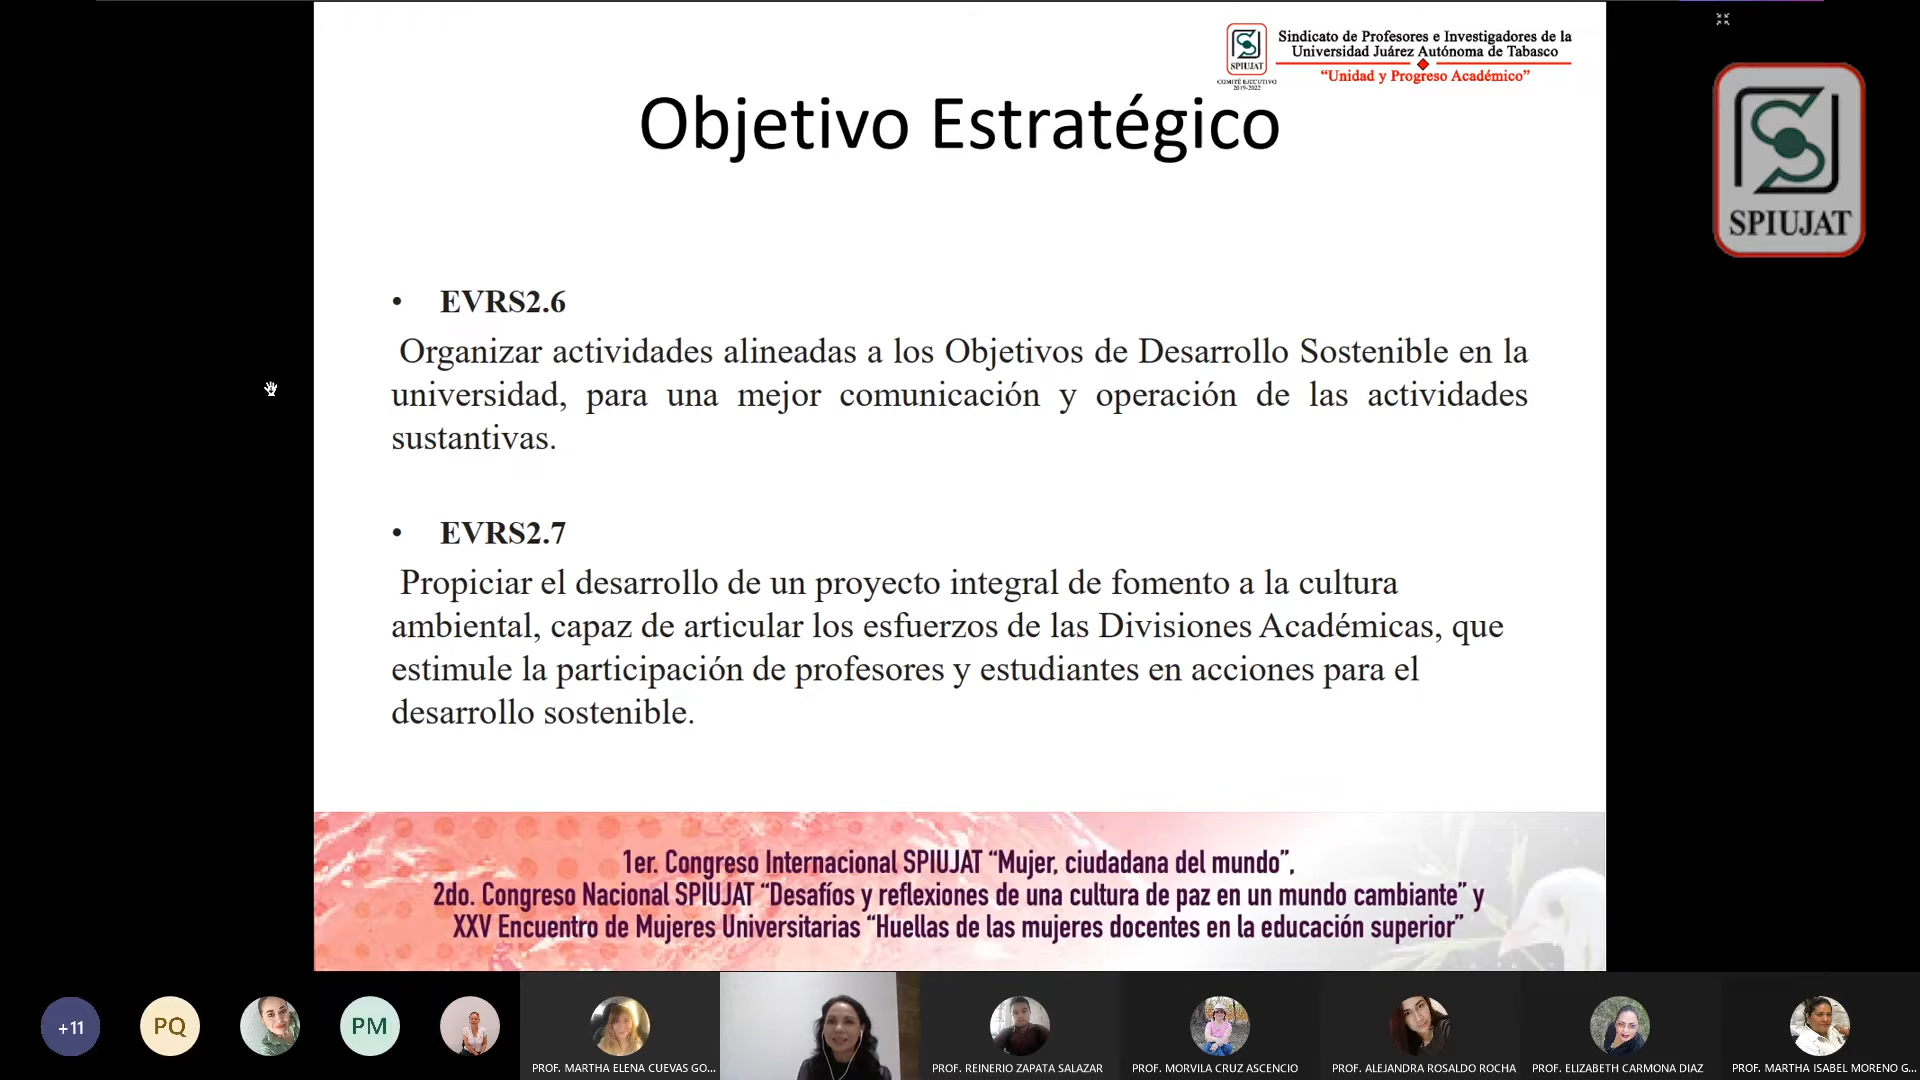 SPIUJAT
COMITÉ EJECUTIVO
2019-2022
Sindicato de Profesores e Investigadores de la
Universidad Juárez Autónoma de Tabasco
“Unidad y Progreso Académico”
SPIUJAT
Objetivo Estratégico
• EVRS2.6
Organizar actividades alineadas a los Objetivos de Desarrollo Sostenible en la
universidad, para una mejor comunicación y operación de las actividades
sustantivas.
• EVRS2.7
Propiciar el desarrollo de un proyecto integral de fomento a la cultura
ambiental, capaz de articular los esfuerzos de las Divisiones Académicas, que
estimule la participación de profesores y estudiantes en acciones para el
desarrollo sostenible.
1er. Congreso Internacional SPIUJAT “Mujer, ciudadana del mundo”,
2do. Congreso Nacional SPIUJAT “Desafíos y reflexiones de una cultura de paz en un mundo cambiante” y
XXV Encuentro de Mujeres Universitarias “Huellas de las mujeres docentes en la educación superior”
+11
PQ
PM
PROF. MARTHA ELENA CUEVAS GO...
PROF. REINERIO ZAPATA SALAZAR
PROF. MORVILA CRUZ ASCENCIO
PROF. ALEJANDRA ROSALDO ROCHA
PROF. ELIZABETH CARMONA DIAZ
PROF. MARTHA ISABEL MORENO G...